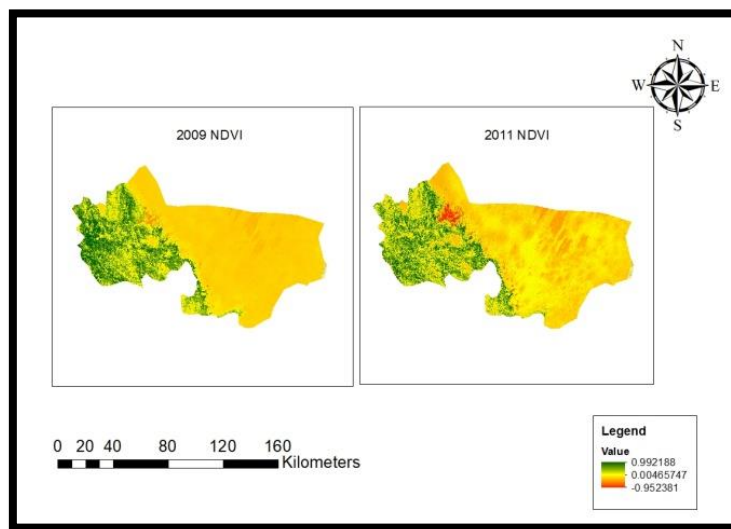 N
W E
S
2009 NDVI
2011 NDVI
0 20 40 80 120 160
Kilometers
Legend
Value
0.992188
0.00465747
-0.952381